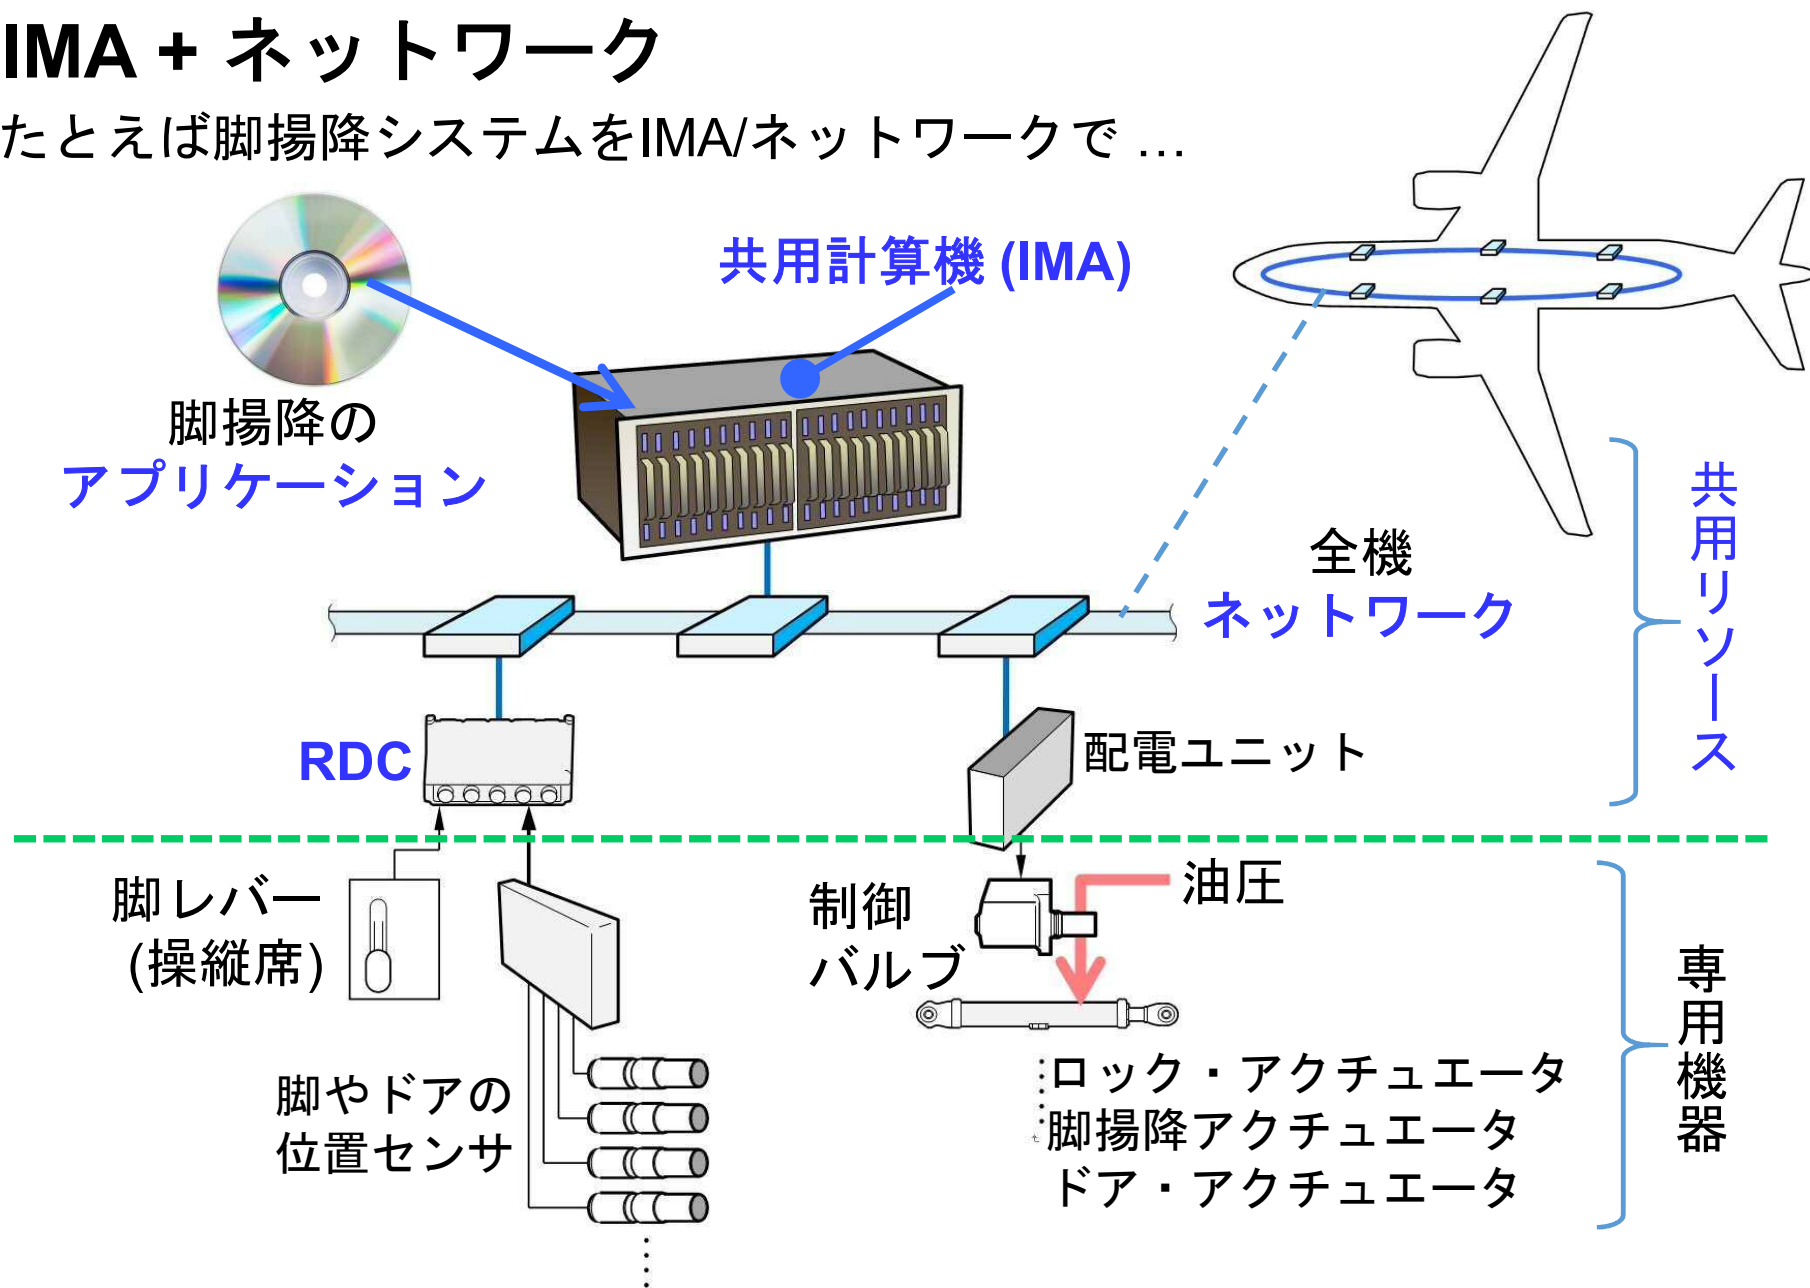 IMA + ネットワーク
たとえば脚揚降システムをIMA/ネットワークで …
共用計算機 (IMA)
脚揚降の
アプリケーション
全機
ネットワーク
共用リソース
RDC
配電ユニット
脚レバー
(操縦席)
制御
バルブ
油圧
専用機器
脚やドアの
位置センサ
ロック・アクチュエータ
脚揚降アクチュエータ
ドア・アクチュエータ